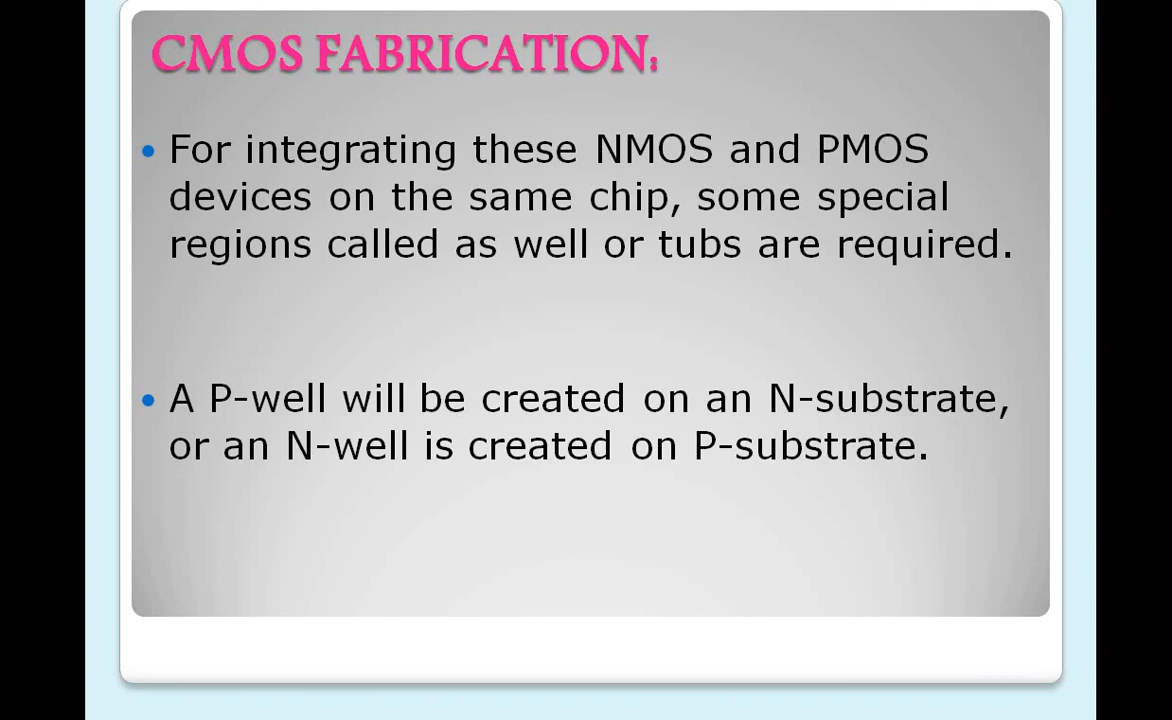 CMOS FABRICATION:
• For integrating these NMOS and PMOS
devices on the same chip, some special
regions called as well or tubs are required.
• A P-well will be created on an N-substrate,
or an N-well is created on P-substrate.